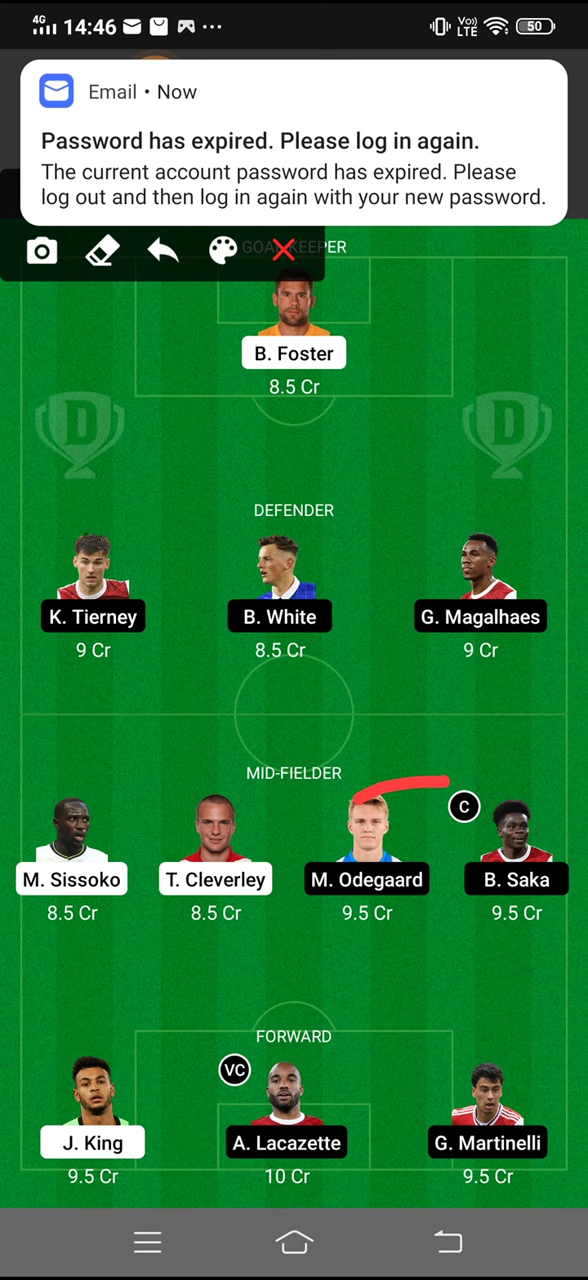 4G 14:46 Vo)) LTE 50
Email • Now
Password has expired. Please log in again.
The current account password has expired. Please
log out and then log in again with your new password.
GOALKEEPER
B. Foster
8.5 Cr
D D
DEFENDER
K. Tierney B. White G. Magalhaes
9 Cr 8.5 Cr 9 Cr
MID-FIELDER
C
M. Sissoko T. Cleverley M. Odegaard B. Saka
8.5 Cr 8.5 Cr 9.5 Cr 9.5 Cr
FORWARD
VC
J. King A. Lacazette G. Martinelli
9.5 Cr 10 Cr 9.5 Cr